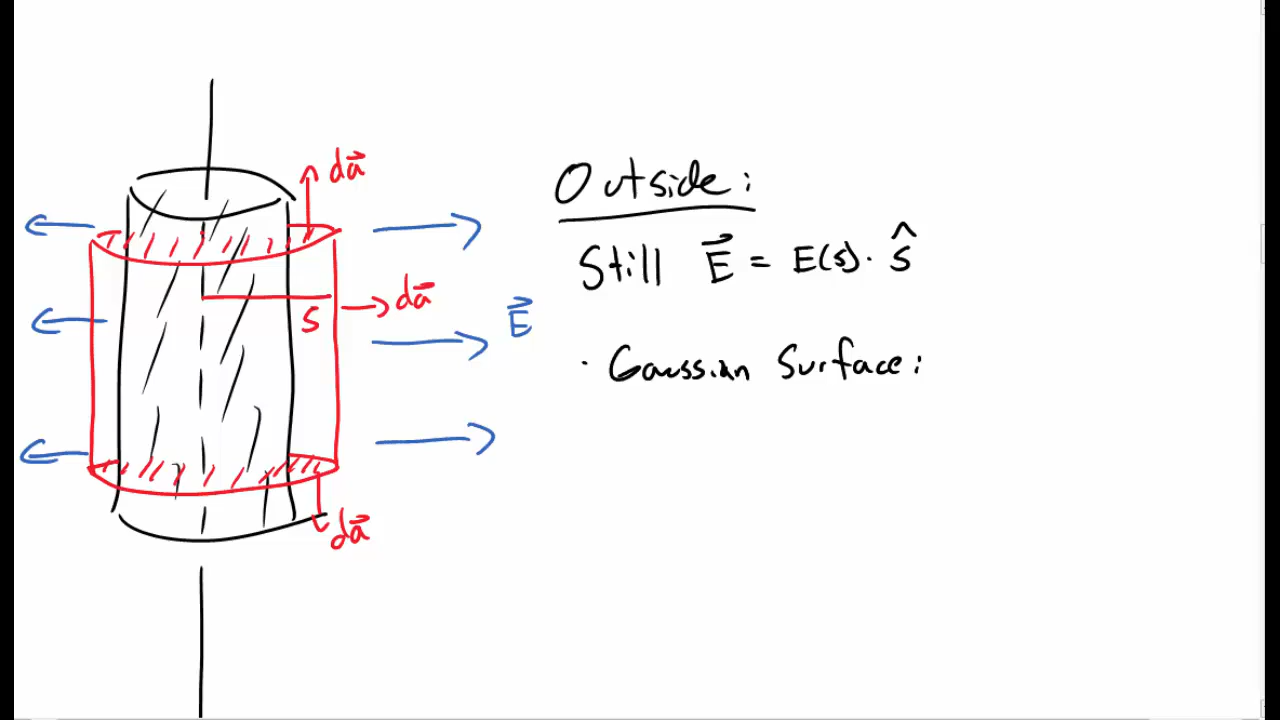 da⃗
Outside:
Still E⃗ = E(s)· ŝ
da⃗
s
E⃗
· Gaussian Surface:
da⃗